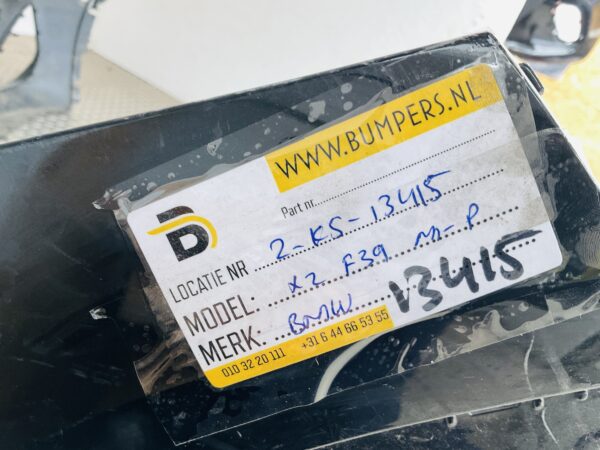 WWW.BUMPERS.NL
B
Part nr.
LOCATIE NR 2-KS-13415
MODEL: X2 F39 M-P
MERK: BMW 13415
010 32 20 111 +31 6 44 66 53 55